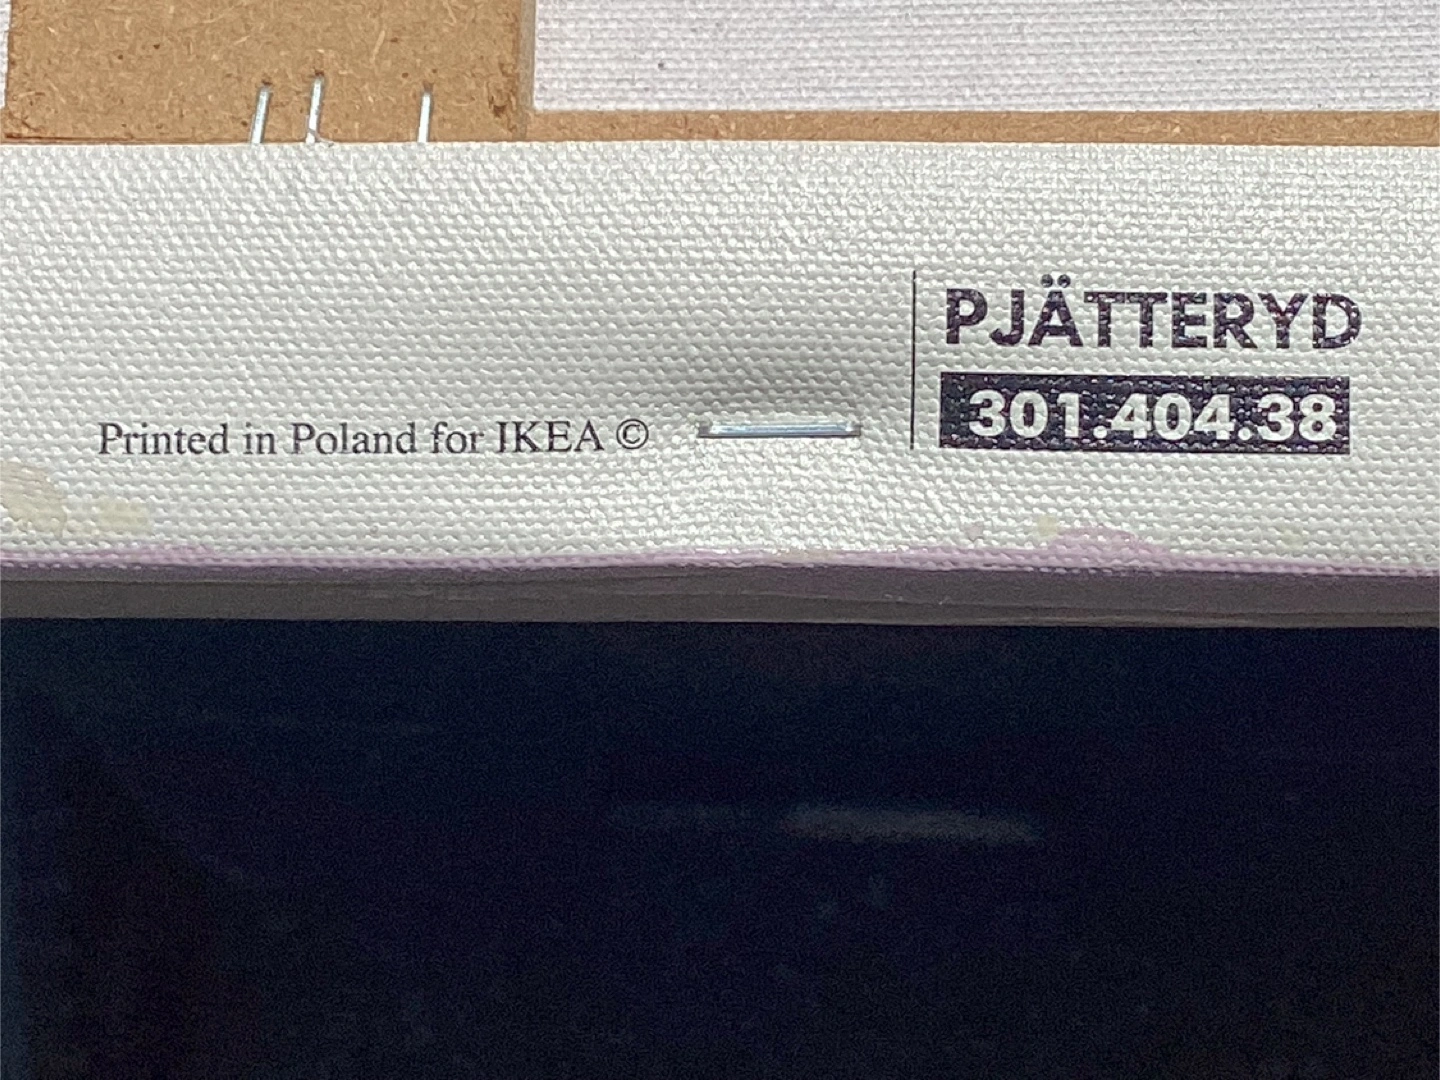 PJÄTTERYD
301.404.38
Printed in Poland for IKEA ©